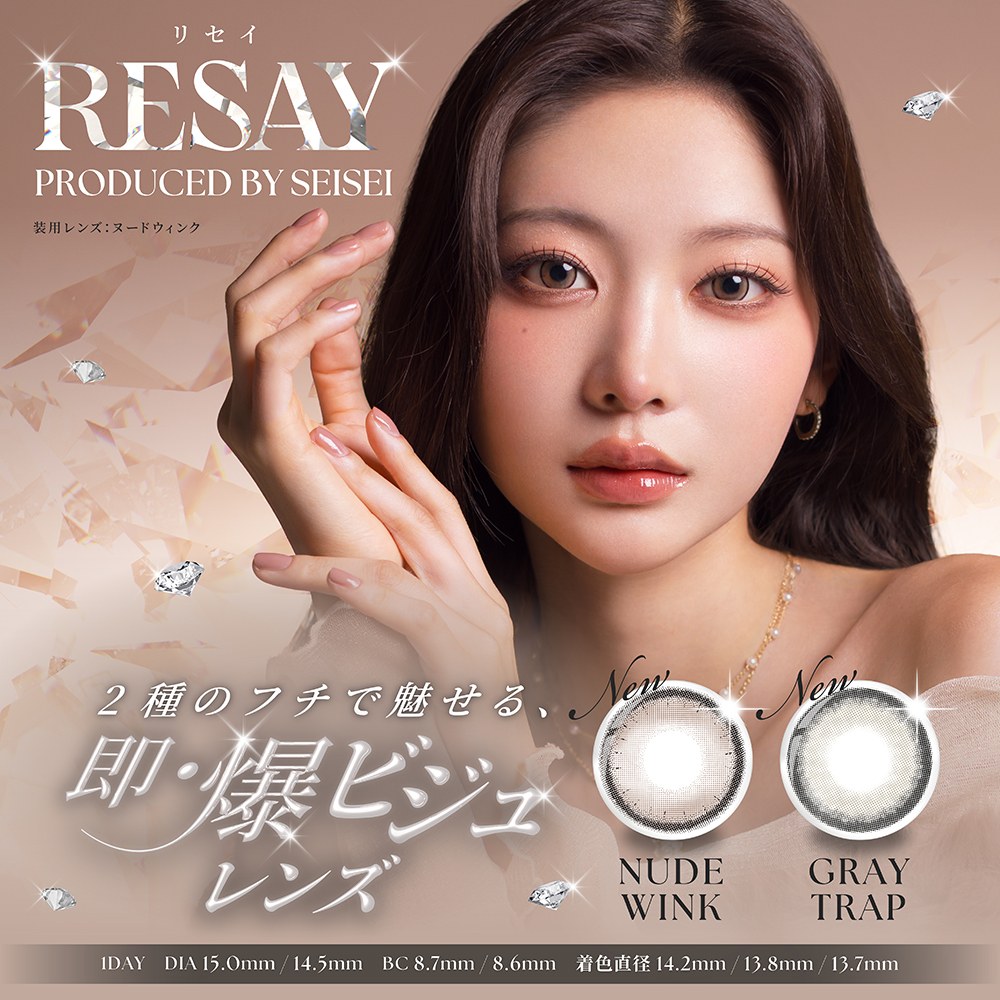 リセイ
RESAY
PRODUCED BY SEISEI
装用レンズ：ヌードウィンク
2種のフチで魅せる、
即・爆ビジュ
レンズ
New
New
NUDE
WINK
GRAY
TRAP
1DAY DIA 15.0mm / 14.5mm BC 8.7mm / 8.6mm 着色直径 14.2mm / 13.8mm / 13.7mm